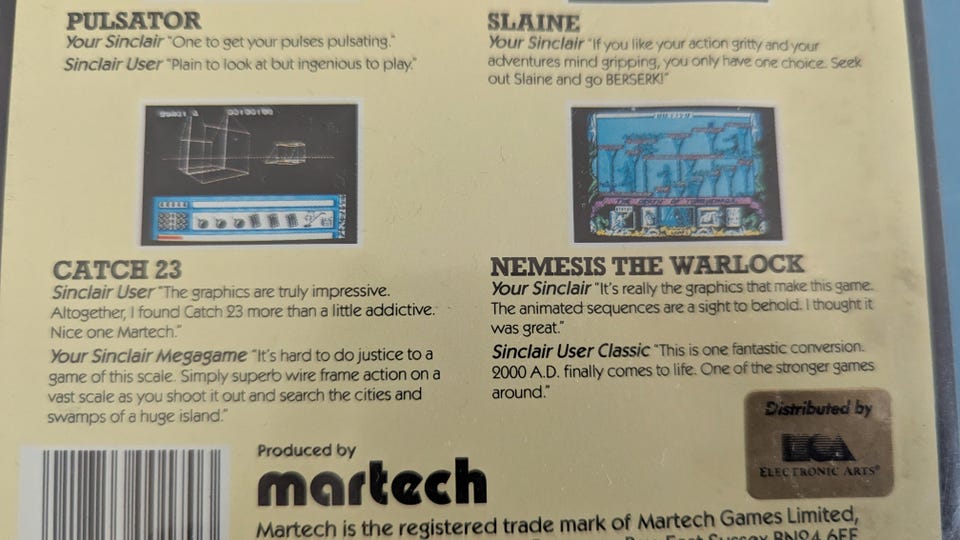 PULSATOR
Your Sinclair "One to get your pulses pulsating."
Sinclair User "Plain to look at but ingenious to play."
SLAINE
Your Sinclair "If you like your action gritty and your
adventures mind gripping, you only have one choice. Seek
out Slaine and go BERSERK!"
THE DEATH OF TORQUEMADA
CATCH 23
Sinclair User "The graphics are truly impressive.
Altogether, I found Catch 23 more than a little addictive.
Nice one Martech."
Your Sinclair Megagame "It's hard to do justice to a
game of this scale. Simply superb wire frame action on a
vast scale as you shoot it out and search the cities and
swamps of a huge island."
NEMESIS THE WARLOCK
Your Sinclair "It's really the graphics that make this game.
The animated sequences are a sight to behold. I thought it
was great."
Sinclair User Classic "This is one fantastic conversion.
2000 A.D. finally comes to life. One of the stronger games
around."
Distributed by
ELECTRONIC ARTS®
Produced by
martech
Martech is the registered trade mark of Martech Games Limited,
East Sussex BN24 6EE